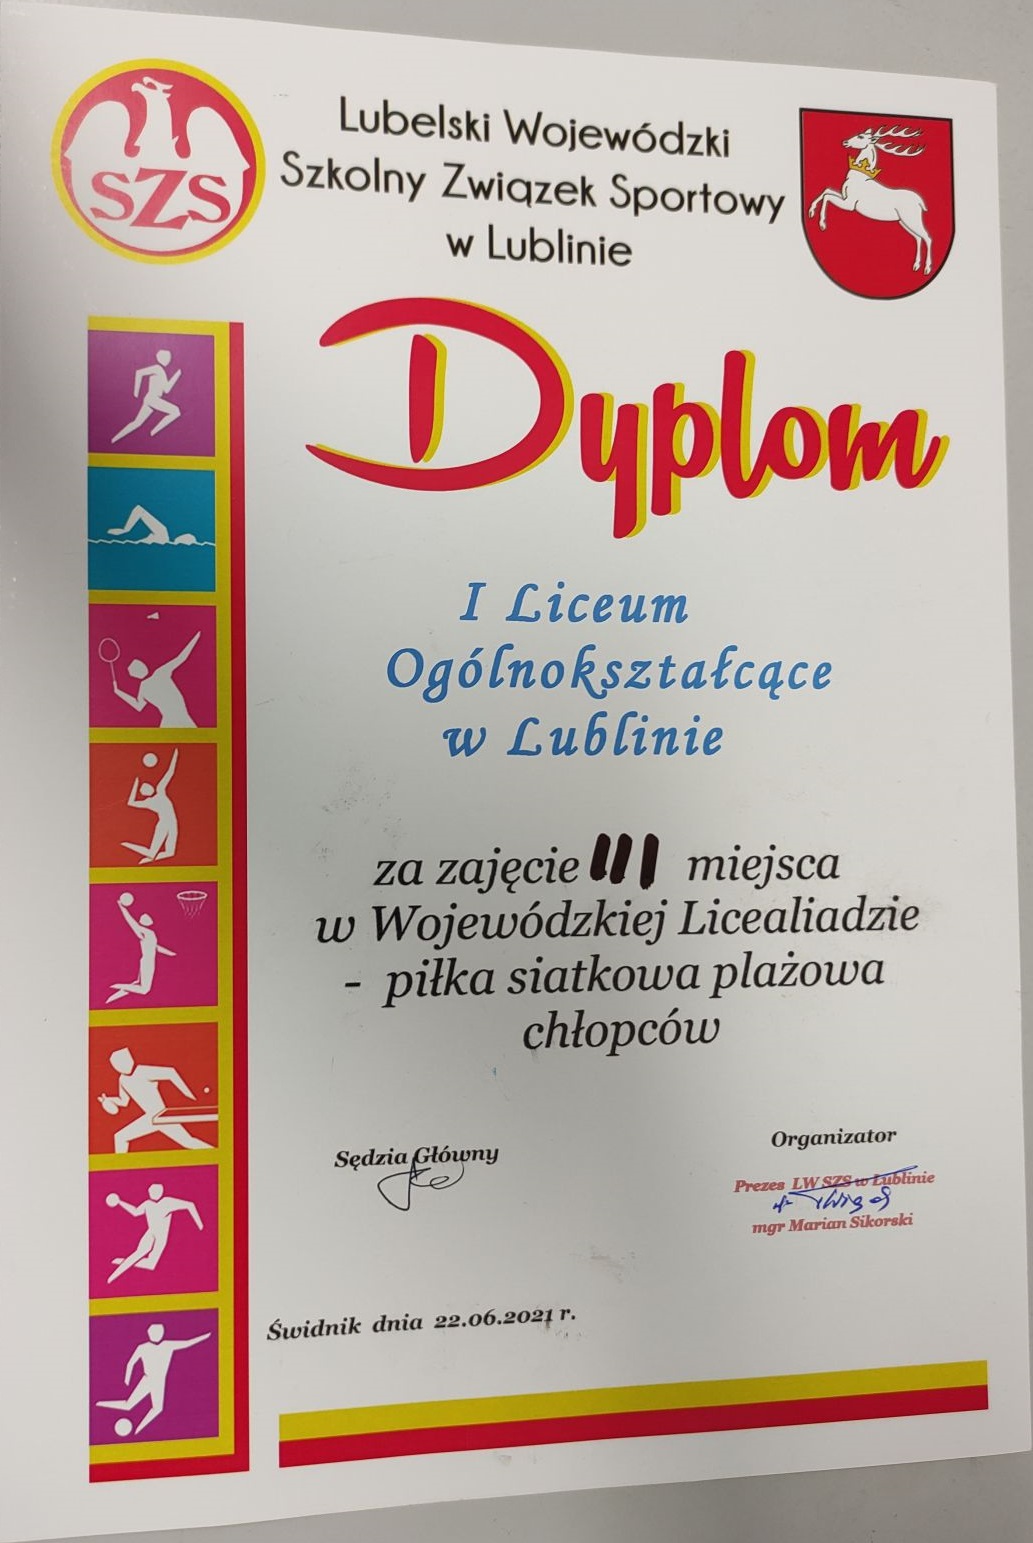 SZS
Lubelski Wojewódzki
Szkolny Związek Sportowy
w Lublinie
Dyplom
I Liceum
Ogólnokształcące
w Lublinie
za zajęcie III miejsca
w Wojewódzkiej Licealiadzie
- piłka siatkowa plażowa
chłopców
Sędzia Główny
Organizator
Prezes LW SZS w Lublinie
mgr Marian Sikorski
Świdnik dnia 22.06.2021 r.